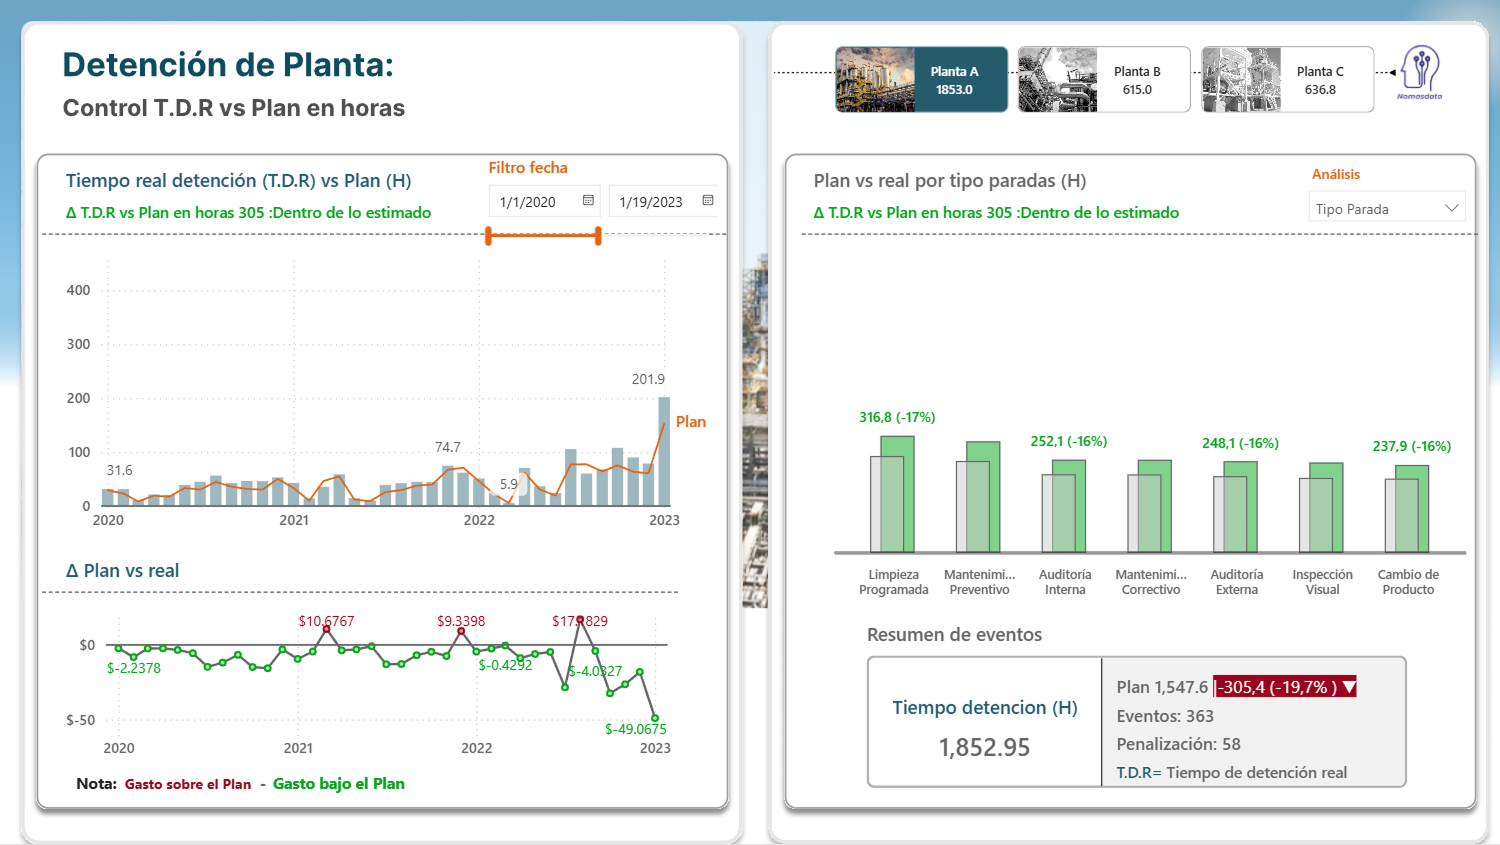 Detención de Planta:
Control T.D.R vs Plan en horas
Planta A
1853.0
Planta B
615.0
Planta C
636.8
Nomasdata
Tiempo real detención (T.D.R) vs Plan (H)
Δ T.D.R vs Plan en horas 305 :Dentro de lo estimado
Filtro fecha
1/1/2020
1/19/2023
400
300
200
100
0
31.6
74.7
5.9
201.9
Plan
2020
2021
2022
2023
Δ Plan vs real
$0
$-50
$-2.2378
$10.6767
$9.3398
$-0.4292
$-4.0327
$-49.0675
2020
2021
2022
2023
Nota: Gasto sobre el Plan - Gasto bajo el Plan
Plan vs real por tipo paradas (H)
Δ T.D.R vs Plan en horas 305 :Dentro de lo estimado
Análisis
Tipo Parada
316,8 (-17%)
252,1 (-16%)
248,1 (-16%)
237,9 (-16%)
Limpieza
Programada
Mantenimi...
Preventivo
Auditoría
Interna
Mantenimi...
Correctivo
Auditoría
Externa
Inspección
Visual
Cambio de
Producto
Resumen de eventos
Tiempo detencion (H)
1,852.95
Plan 1,547.6 |-305,4 (-19,7% ) ▼
Eventos: 363
Penalización: 58
T.D.R= Tiempo de detención real